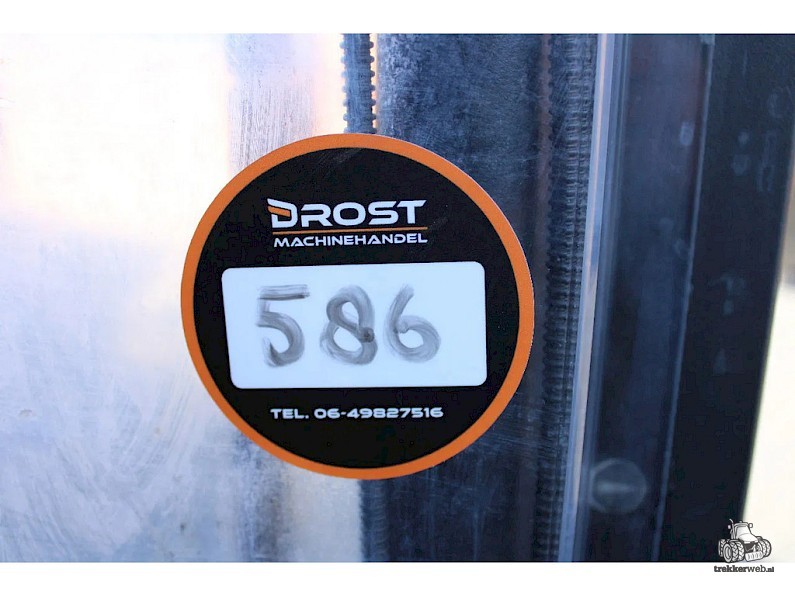 DROST
MACHINEHANDEL
586
TEL. 06-49827516
trekkerweb.nl